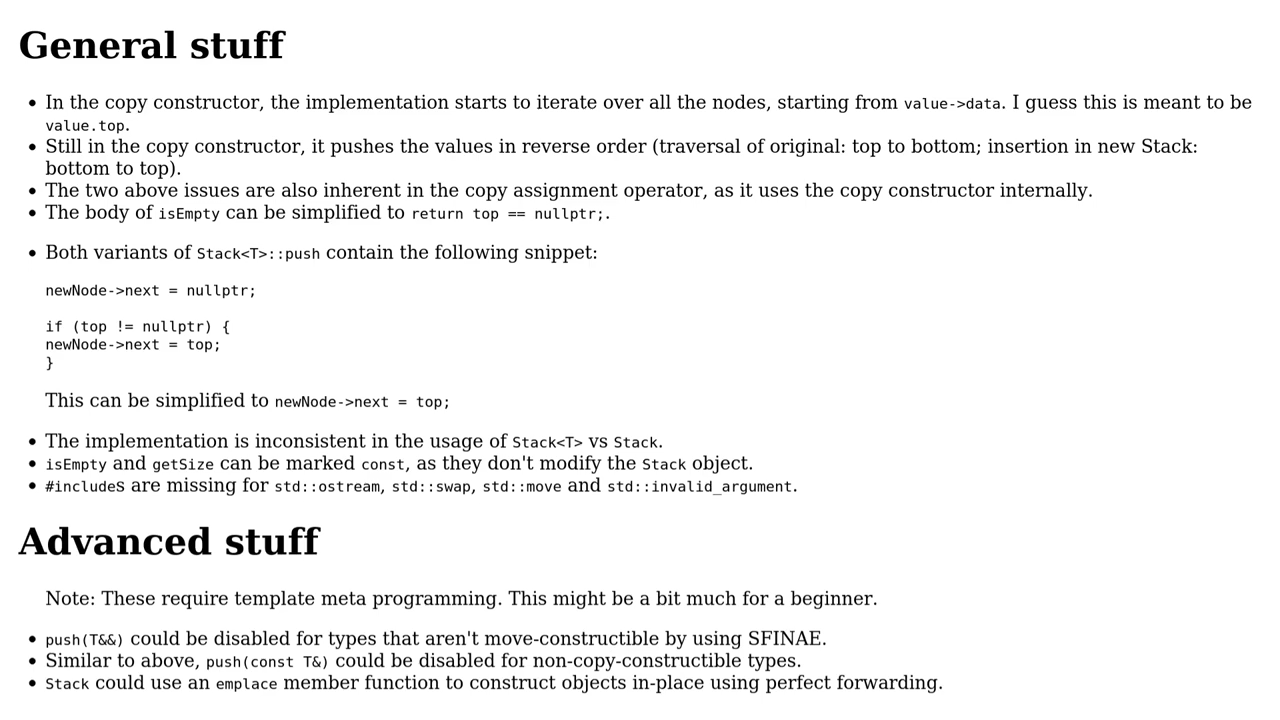 General stuff
• In the copy constructor, the implementation starts to iterate over all the nodes, starting from value->data. I guess this is meant to be
value.top.
• Still in the copy constructor, it pushes the values in reverse order (traversal of original: top to bottom; insertion in new Stack:
bottom to top).
• The two above issues are also inherent in the copy assignment operator, as it uses the copy constructor internally.
• The body of isEmpty can be simplified to return top == nullptr;.
• Both variants of Stack<T>::push contain the following snippet:
newNode->next = nullptr;
if (top != nullptr) {
newNode->next = top;
}
This can be simplified to newNode->next = top;
• The implementation is inconsistent in the usage of Stack<T> vs Stack.
• isEmpty and getSize can be marked const, as they don't modify the Stack object.
• #includes are missing for std::ostream, std::swap, std::move and std::invalid_argument.
Advanced stuff
Note: These require template meta programming. This might be a bit much for a beginner.
• push(T&&) could be disabled for types that aren't move-constructible by using SFINAE.
• Similar to above, push(const T&) could be disabled for non-copy-constructible types.
• Stack could use an emplace member function to construct objects in-place using perfect forwarding.